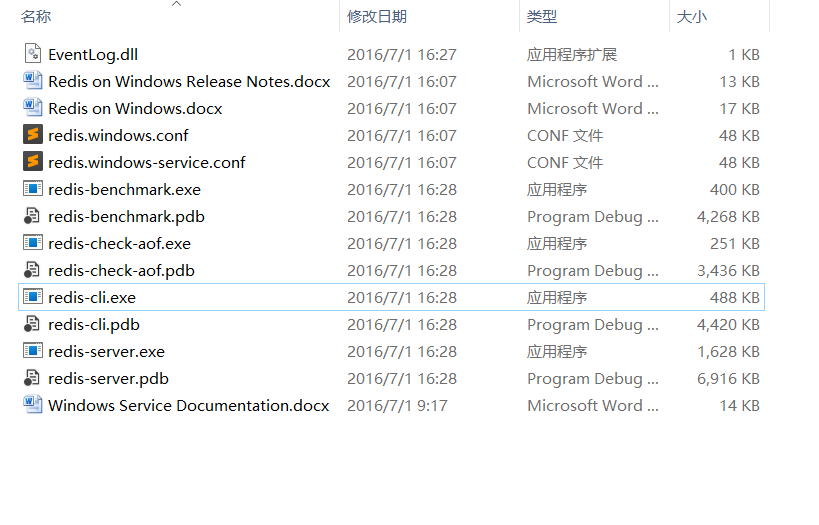 名称 修改日期 类型 大小
EventLog.dll 2016/7/1 16:27 应用程序扩展 1 KB
Redis on Windows Release Notes.docx 2016/7/1 16:07 Microsoft Word ... 13 KB
Redis on Windows.docx 2016/7/1 16:07 Microsoft Word ... 17 KB
redis.windows.conf 2016/7/1 16:07 CONF 文件 48 KB
redis.windows-service.conf 2016/7/1 16:07 CONF 文件 48 KB
redis-benchmark.exe 2016/7/1 16:28 应用程序 400 KB
redis-benchmark.pdb 2016/7/1 16:28 Program Debug ... 4,268 KB
redis-check-aof.exe 2016/7/1 16:28 应用程序 251 KB
redis-check-aof.pdb 2016/7/1 16:28 Program Debug ... 3,436 KB
redis-cli.exe 2016/7/1 16:28 应用程序 488 KB
redis-cli.pdb 2016/7/1 16:28 Program Debug ... 4,420 KB
redis-server.exe 2016/7/1 16:28 应用程序 1,628 KB
redis-server.pdb 2016/7/1 16:28 Program Debug ... 6,916 KB
Windows Service Documentation.docx 2016/7/1 9:17 Microsoft Word ... 14 KB